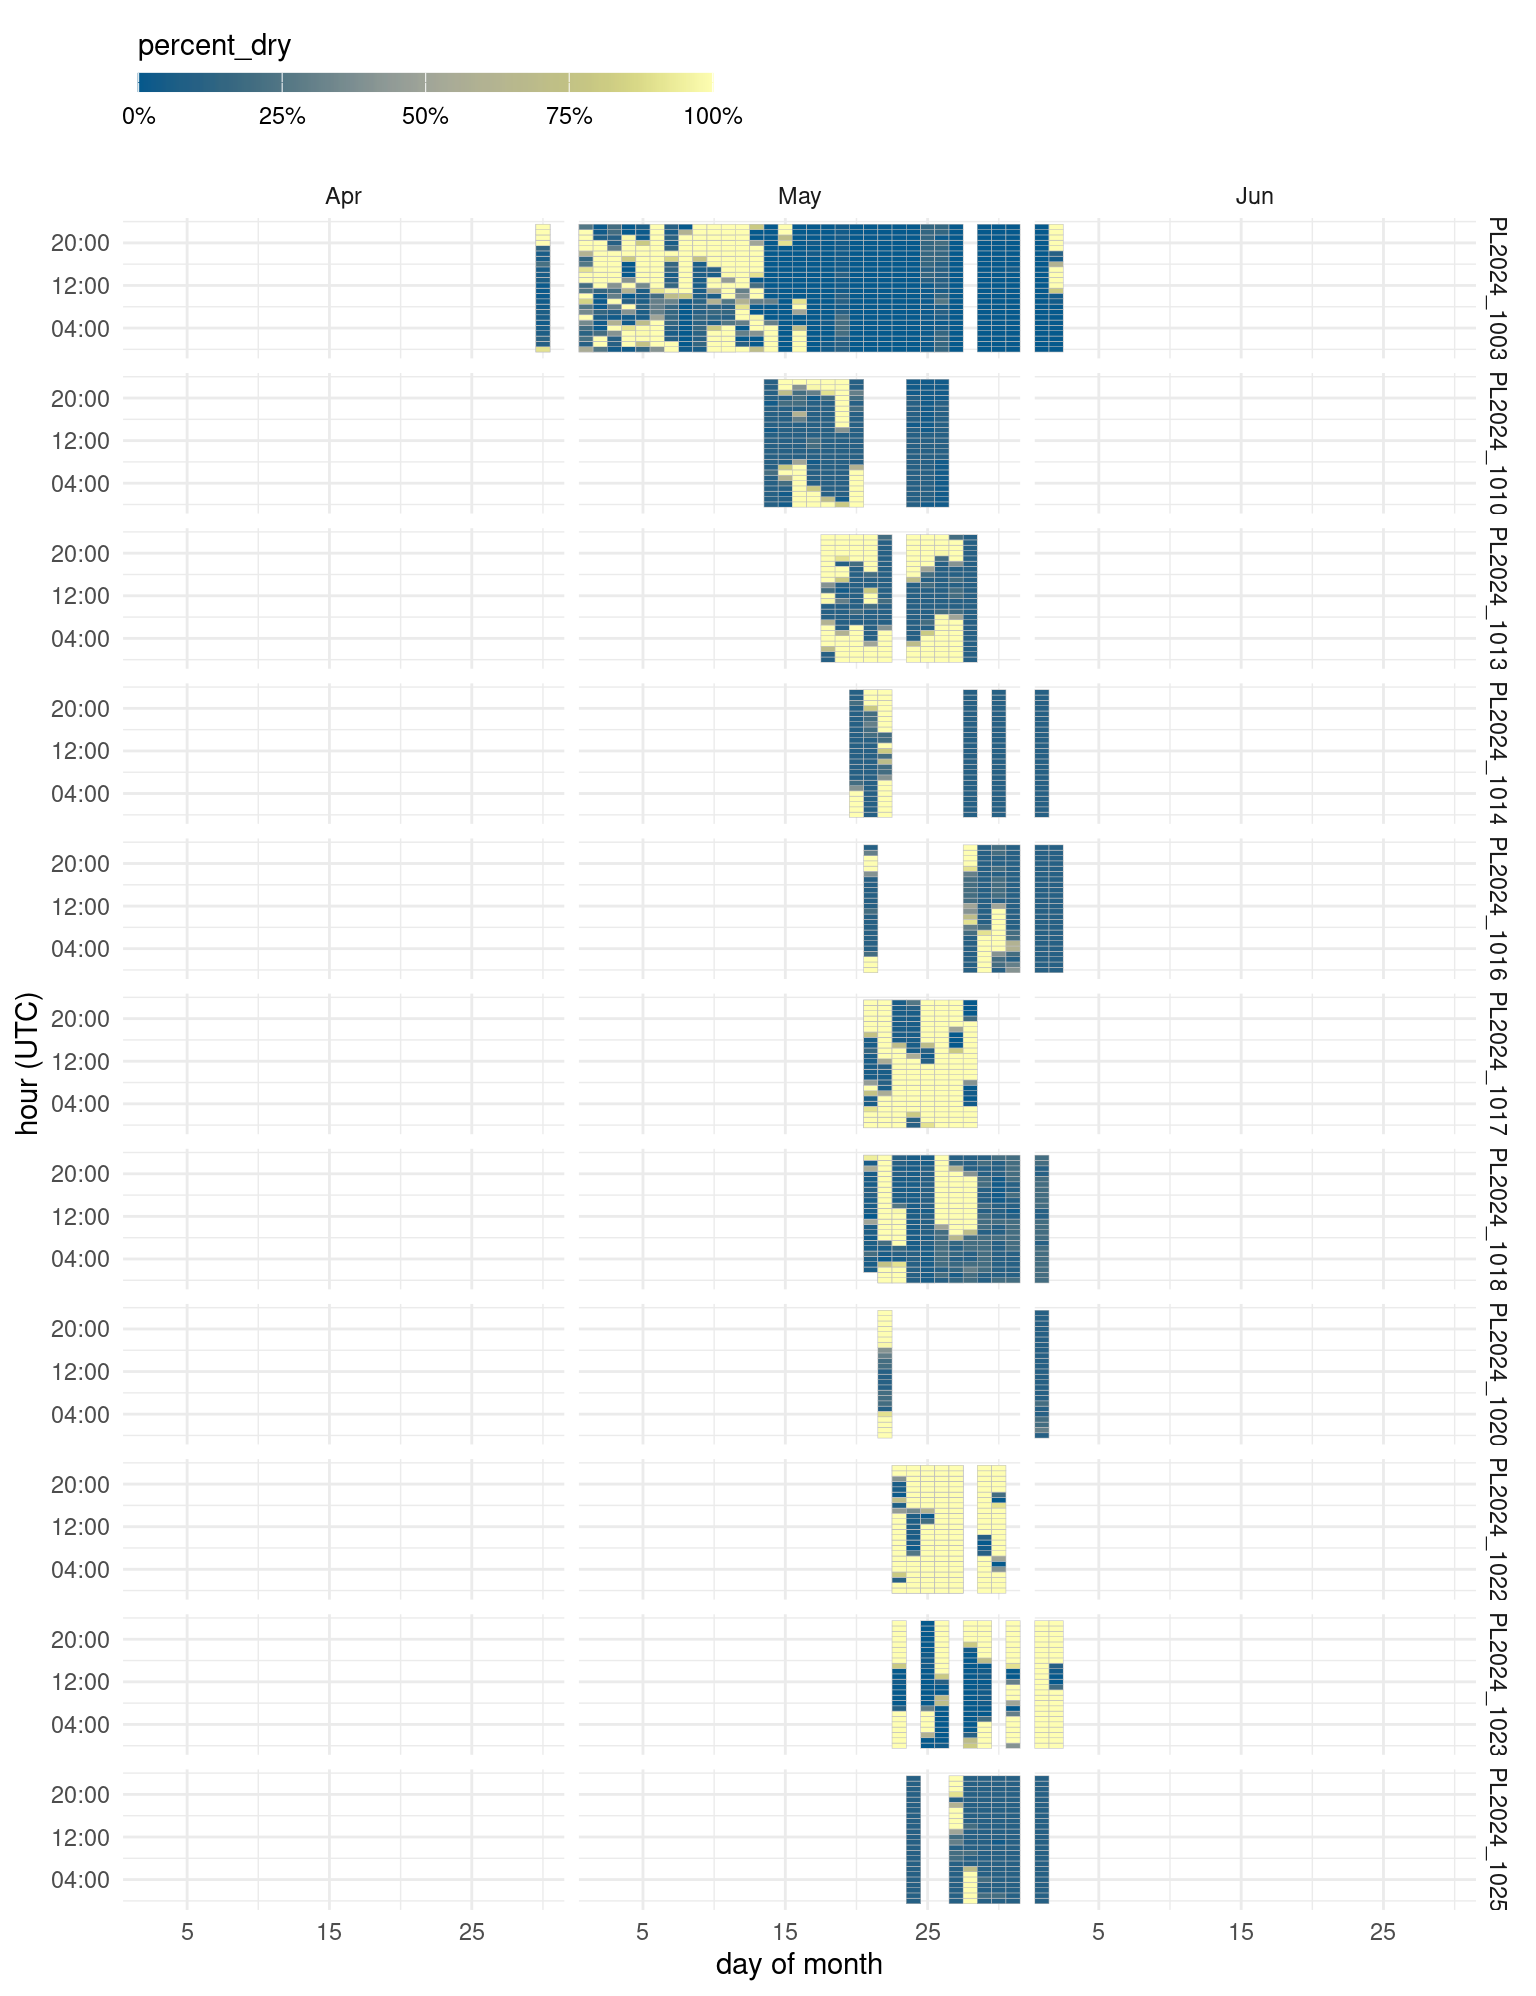 percent_dry
0% 25% 50% 75% 100%
Apr May Jun
20:00
12:00
04:00
PL2024_1003
20:00
12:00
04:00
PL2024_1010
20:00
12:00
04:00
PL2024_1013
20:00
12:00
04:00
PL2024_1014
20:00
12:00
04:00
PL2024_1016
20:00
12:00
04:00
PL2024_1017
20:00
12:00
04:00
PL2024_1018
20:00
12:00
04:00
PL2024_1020
20:00
12:00
04:00
PL2024_1022
20:00
12:00
04:00
PL2024_1023
20:00
12:00
04:00
PL2024_1025
hour (UTC)
5 15 25 5 15 25 5 15 25
day of month